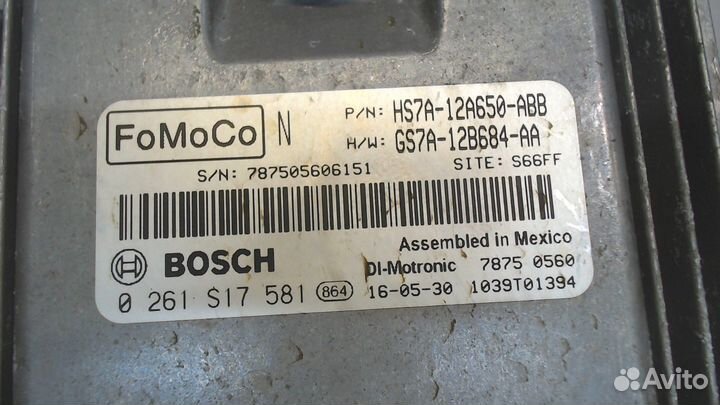 FoMoCo N P/N: HS7A-12A650-ABB
H/W: GS7A-12B684-AA
S/N: 787505606151 SITE: S66FF
Assembled in Mexico
BOSCH DI-Motronic 7875 0560
0 261 S17 581 864 16-05-30 1039T01394
Avito